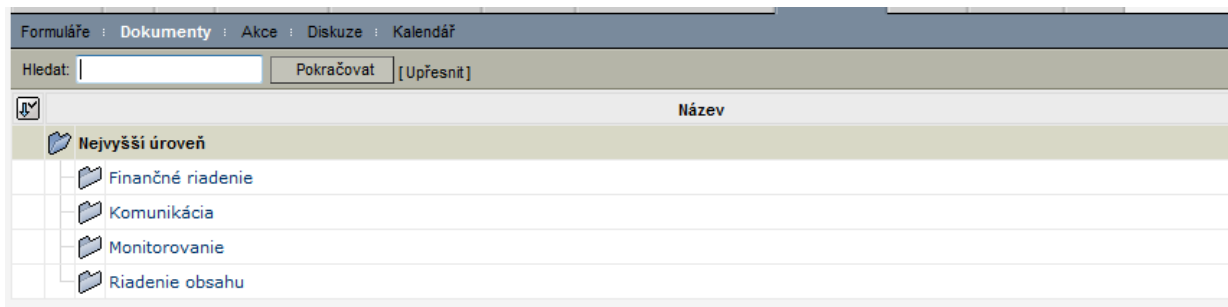 Formuláře : Dokumenty : Akce : Diskuze : Kalendář
Hledat: Pokračovat [Upřesnit]
Název
Nejvyšší úroveň
Finančné riadenie
Komunikácia
Monitorovanie
Riadenie obsahu